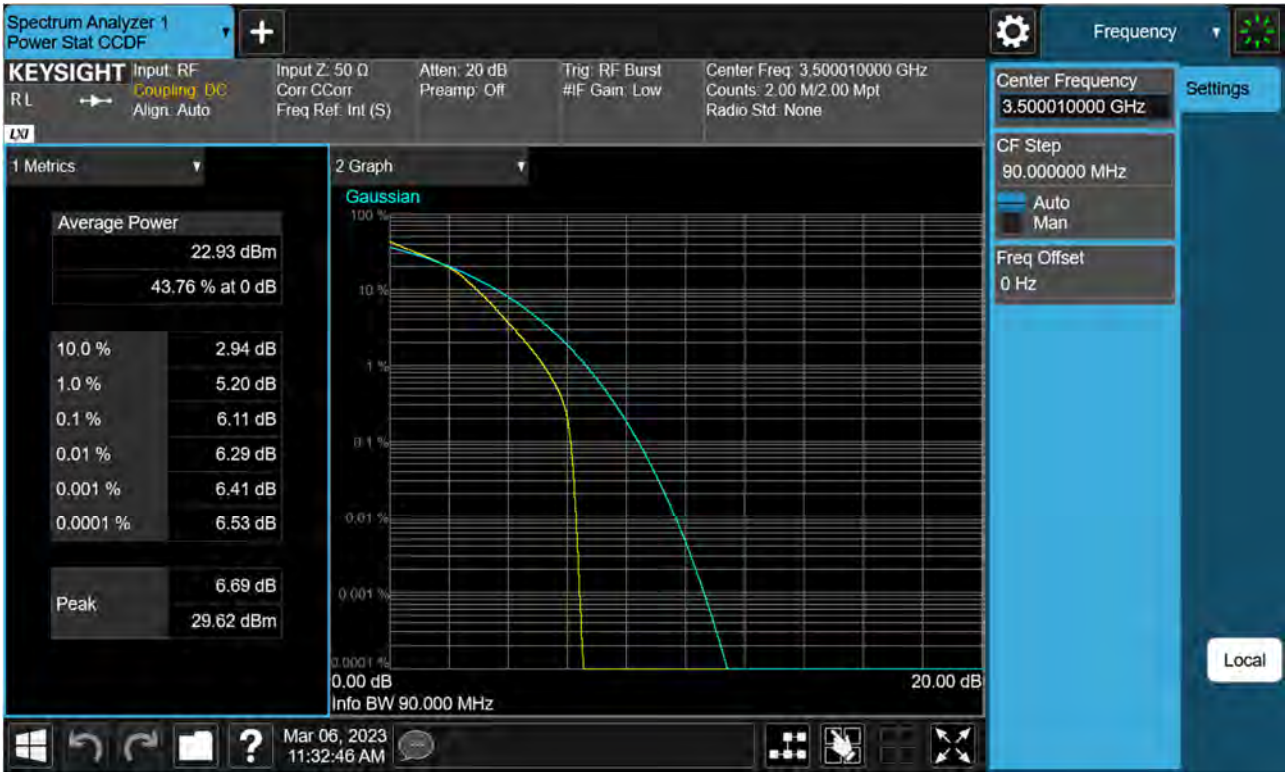 Spectrum Analyzer 1
Power Stat CCDF
+
Frequency
KEYSIGHT
R L
LXI
Input: RF
Coupling: DC
Align: Auto
Input Z: 50 Ω
Corr CCorr
Freq Ref: Int (S)
Atten: 20 dB
Preamp: Off
Trig: RF Burst
#IF Gain: Low
Center Freq: 3.500010000 GHz
Counts: 2.00 M/2.00 Mpt
Radio Std: None
Center Frequency
3.500010000 GHz
Settings
CF Step
90.000000 MHz
Auto
Man
Freq Offset
0 Hz
Local
1 Metrics
Average Power
22.93 dBm
43.76 % at 0 dB
10.0 % 2.94 dB
1.0 % 5.20 dB
0.1 % 6.11 dB
0.01 % 6.29 dB
0.001 % 6.41 dB
0.0001 % 6.53 dB
Peak
6.69 dB
29.62 dBm
2 Graph
Gaussian
100 %
10 %
1 %
0.1 %
0.01 %
0.001 %
0.0001 %
0.00 dB 20.00 dB
Info BW 90.000 MHz
?
Mar 06, 2023
11:32:46 AM